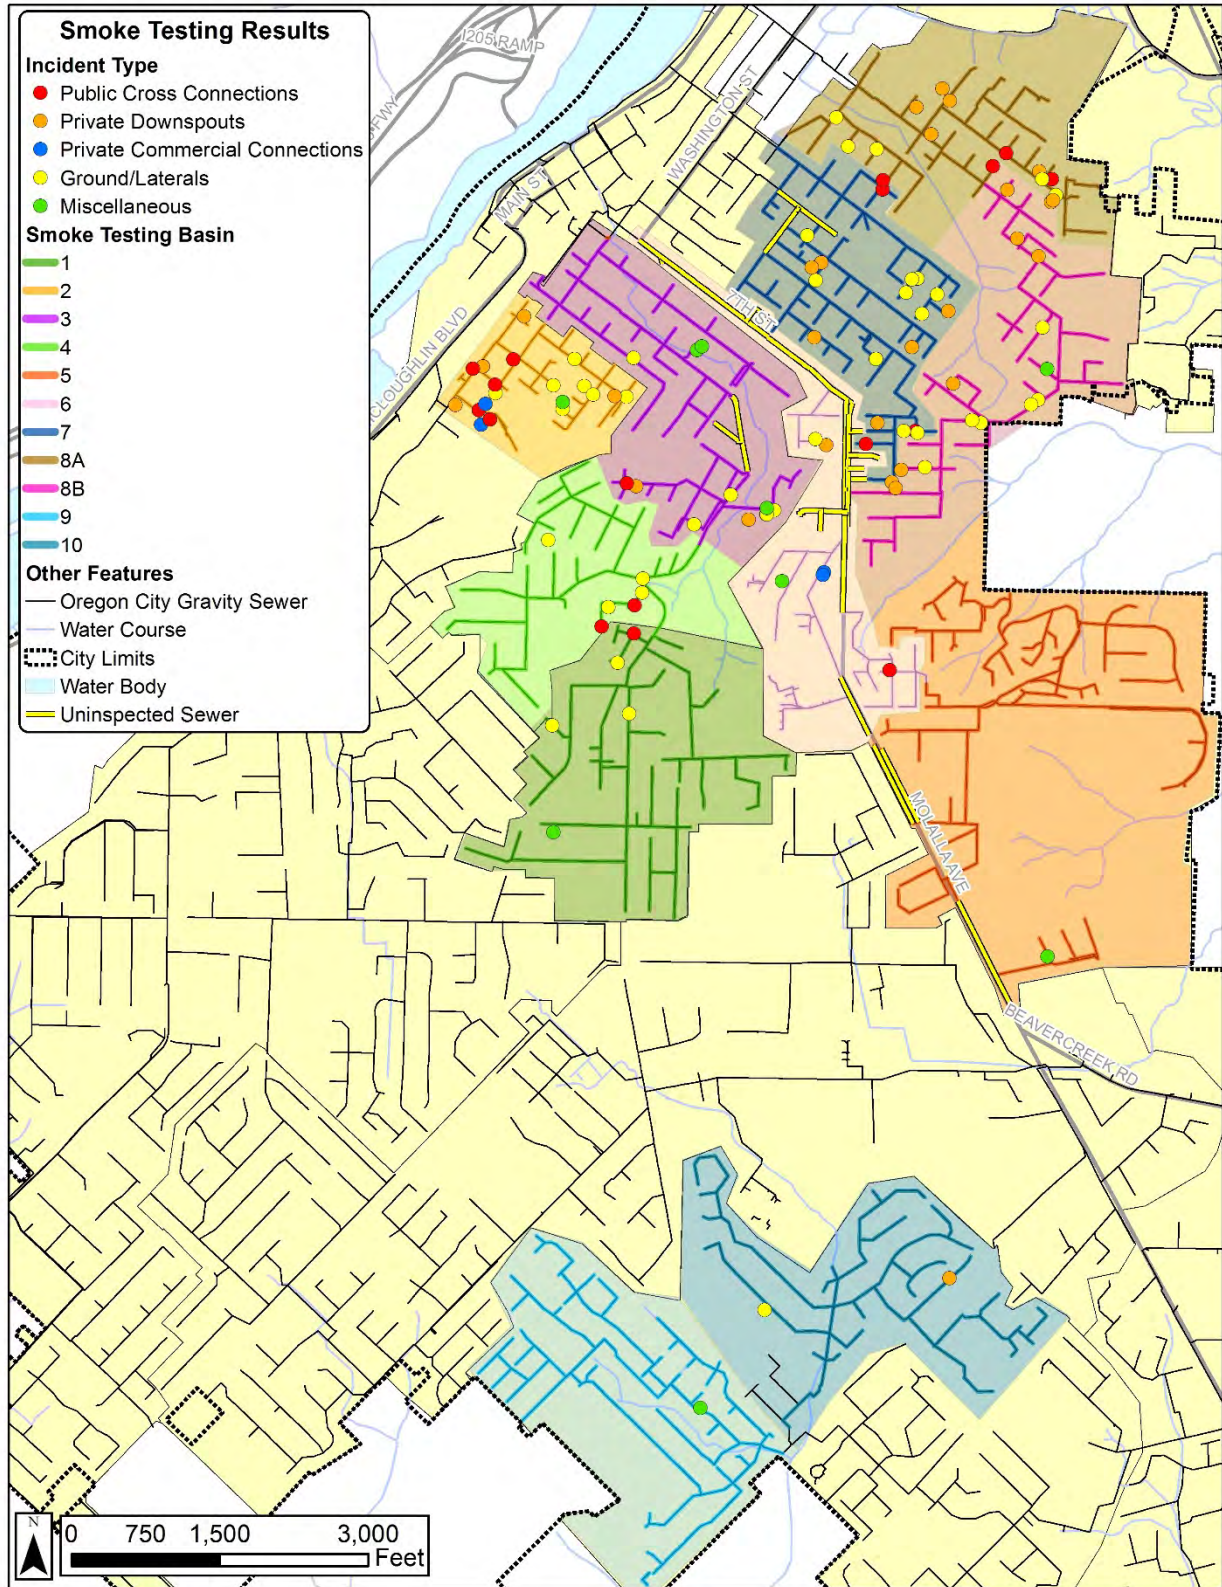 Smoke Testing Results
Incident Type
Public Cross Connections
Private Downspouts
Private Commercial Connections
Ground/Laterals
Miscellaneous
Smoke Testing Basin
1
2
3
4
5
6
7
8A
8B
9
10
Other Features
Oregon City Gravity Sewer
Water Course
City Limits
Water Body
Uninspected Sewer
I205 RAMP
FWY
WASHINGTON ST
MAIN ST
CLOUGHLIN BLVD
7TH ST
MOLALLA AVE
BEAVERCREEK RD
N
0 750 1,500 3,000
Feet